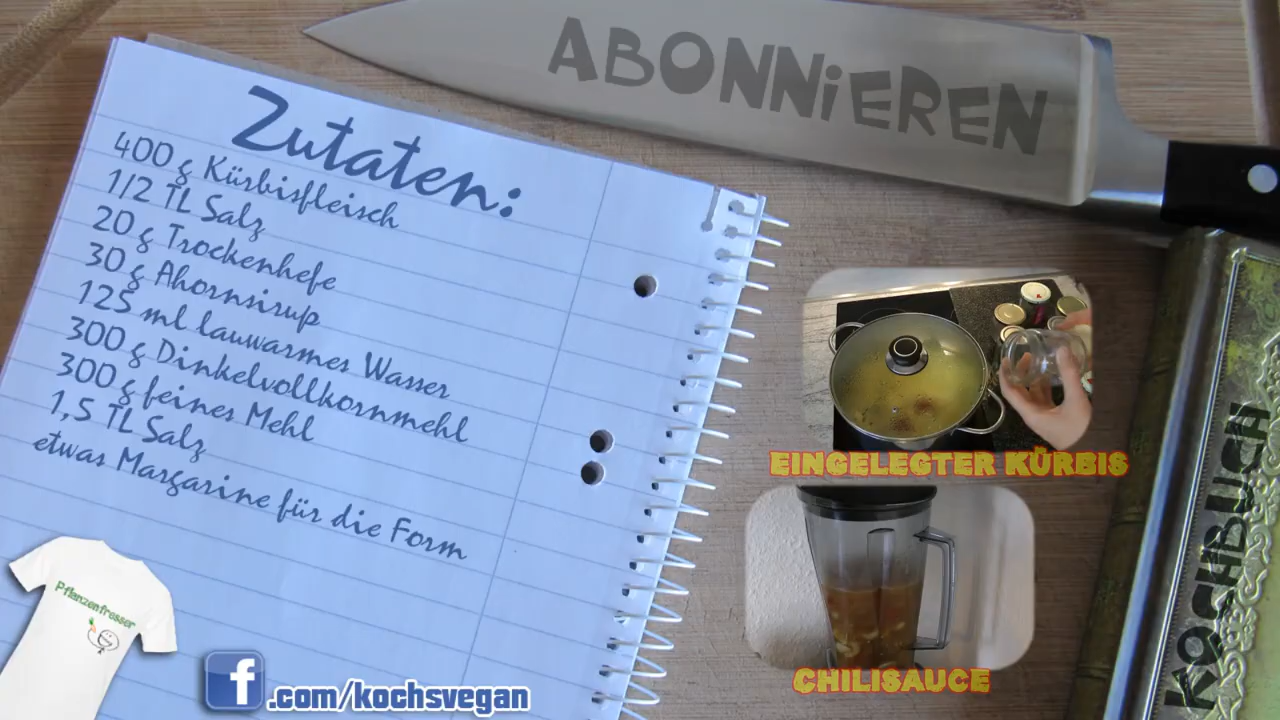 ABONNiEREN
Zutaten:
400 g Kürbisfleisch
1/2 TL Salz
20 g Trockenhefe
30 g Ahornsirup
125 ml lauwarmes Wasser
300 g Dinkelvollkornmehl
300 g feines Mehl
1,5 TL Salz
etwas Margarine für die Form
EINGELEGTER KÜRBIS
CHILISAUCE
KOCHBUCH
Pflanzenfresser
f .com/kochsvegan